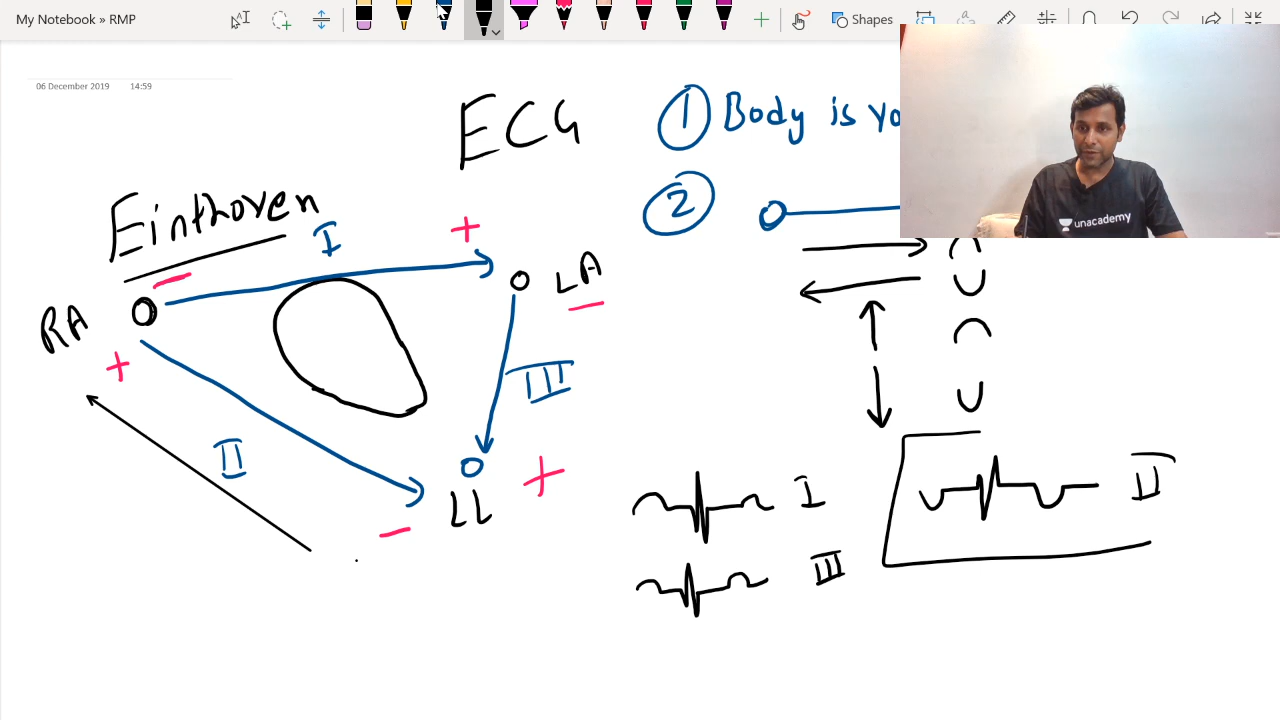 My Notebook » RMP
Shapes
06 December 2019 14:59
ECG
① Body is yo
②
Einthoven
I
+
−
LA
RA
III
+
II
+
LL
−
I
II
III
unacademy